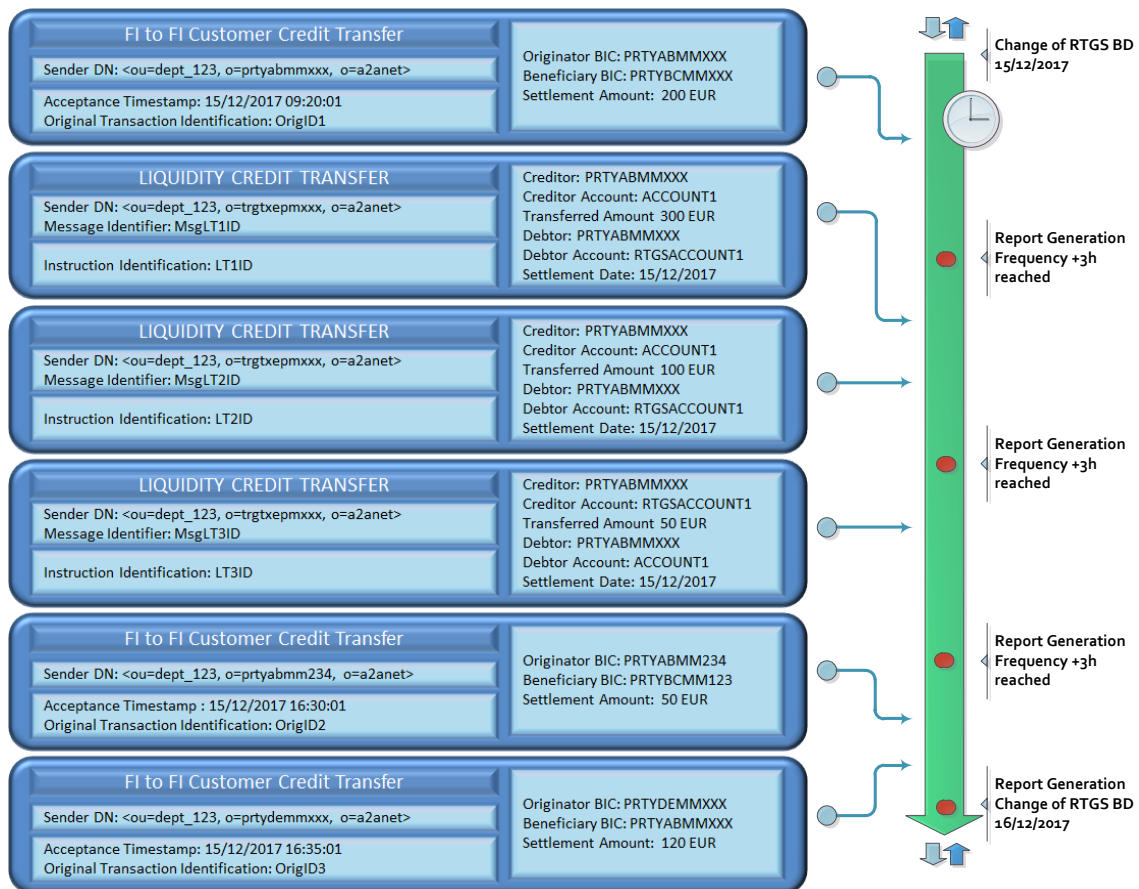 FI to FI Customer Credit Transfer
Sender DN: <ou=dept_123, o=prtyabmmxxx, o=a2anet>
Acceptance Timestamp: 15/12/2017 09:20:01
Original Transaction Identification: OrigID1
Originator BIC: PRTYABMMXXX
Beneficiary BIC: PRTYBCMMXXX
Settlement Amount: 200 EUR
Change of RTGS BD
15/12/2017
LIQUIDITY CREDIT TRANSFER
Sender DN: <ou=dept_123, o=trgtxepmxxx, o=a2anet>
Message Identifier: MsgLT1ID
Instruction Identification: LT1ID
Creditor: PRTYABMMXXX
Creditor Account: ACCOUNT1
Transferred Amount 300 EUR
Debtor: PRTYABMMXXX
Debtor Account: RTGSACCOUNT1
Settlement Date: 15/12/2017
Report Generation
Frequency +3h
reached
LIQUIDITY CREDIT TRANSFER
Sender DN: <ou=dept_123, o=trgtxepmxxx, o=a2anet>
Message Identifier: MsgLT2ID
Instruction Identification: LT2ID
Creditor: PRTYABMMXXX
Creditor Account: ACCOUNT1
Transferred Amount 100 EUR
Debtor: PRTYABMMXXX
Debtor Account: RTGSACCOUNT1
Settlement Date: 15/12/2017
Report Generation
Frequency +3h
reached
LIQUIDITY CREDIT TRANSFER
Sender DN: <ou=dept_123, o=trgtxepmxxx, o=a2anet>
Message Identifier: MsgLT3ID
Instruction Identification: LT3ID
Creditor: PRTYABMMXXX
Creditor Account: RTGSACCOUNT1
Transferred Amount 50 EUR
Debtor: PRTYABMMXXX
Debtor Account: ACCOUNT1
Settlement Date: 15/12/2017
FI to FI Customer Credit Transfer
Sender DN: <ou=dept_123, o=prtyabmm234, o=a2anet>
Acceptance Timestamp : 15/12/2017 16:30:01
Original Transaction Identification: OrigID2
Originator BIC: PRTYABMM234
Beneficiary BIC: PRTYBCMM123
Settlement Amount: 50 EUR
Report Generation
Frequency +3h
reached
FI to FI Customer Credit Transfer
Sender DN: <ou=dept_123, o=prtydemmxxx, o=a2anet>
Acceptance Timestamp: 15/12/2017 16:35:01
Original Transaction Identification: OrigID3
Originator BIC: PRTYDEMMXXX
Beneficiary BIC: PRTYABMMXXX
Settlement Amount: 120 EUR
Report Generation
Change of RTGS BD
16/12/2017